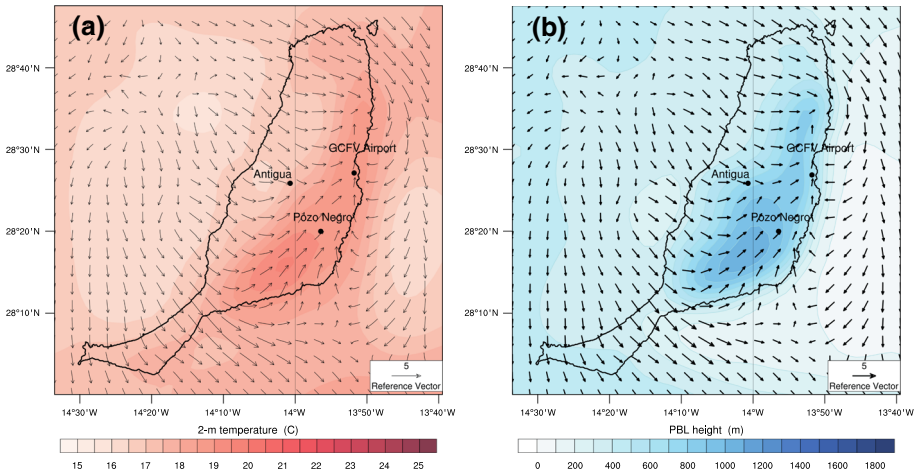 (a)
28°40'N
28°30'N
28°20'N
28°10'N
GCFV Airport
Antigua
Pozo Negro
5
Reference Vector
14°30'W 14°20'W 14°10'W 14°W 13°50'W 13°40'W
2-m temperature (C)
15 16 17 18 19 20 21 22 23 24 25
(b)
28°40'N
28°30'N
28°20'N
28°10'N
GCFV Airport
Antigua
Pozo Negro
5
Reference Vector
14°30'W 14°20'W 14°10'W 14°W 13°50'W 13°40'W
PBL height (m)
0 200 400 600 800 1000 1200 1400 1600 1800